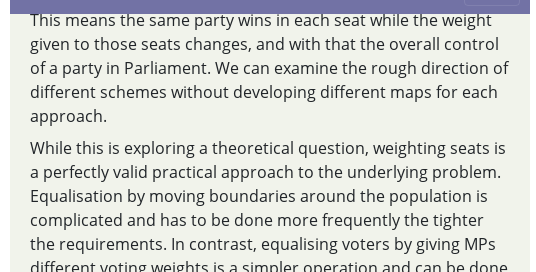 This means the same party wins in each seat while the weight
given to those seats changes, and with that the overall control
of a party in Parliament. We can examine the rough direction of
different schemes without developing different maps for each
approach.
While this is exploring a theoretical question, weighting seats is
a perfectly valid practical approach to the underlying problem.
Equalisation by moving boundaries around the population is
complicated and has to be done more frequently the tighter
the requirements. In contrast, equalising voters by giving MPs
different voting weights is a simpler operation and can be done